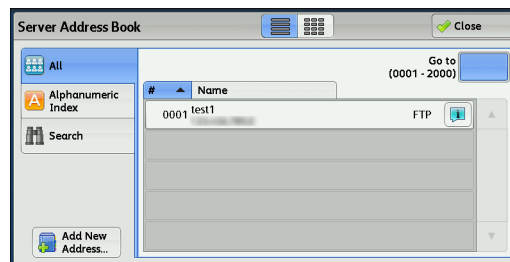 Server Address Book
Close
All
Go to
(0001 - 2000)
Alphanumeric
Index
# Name
0001 test1 FTP
Search
Add New
Address...